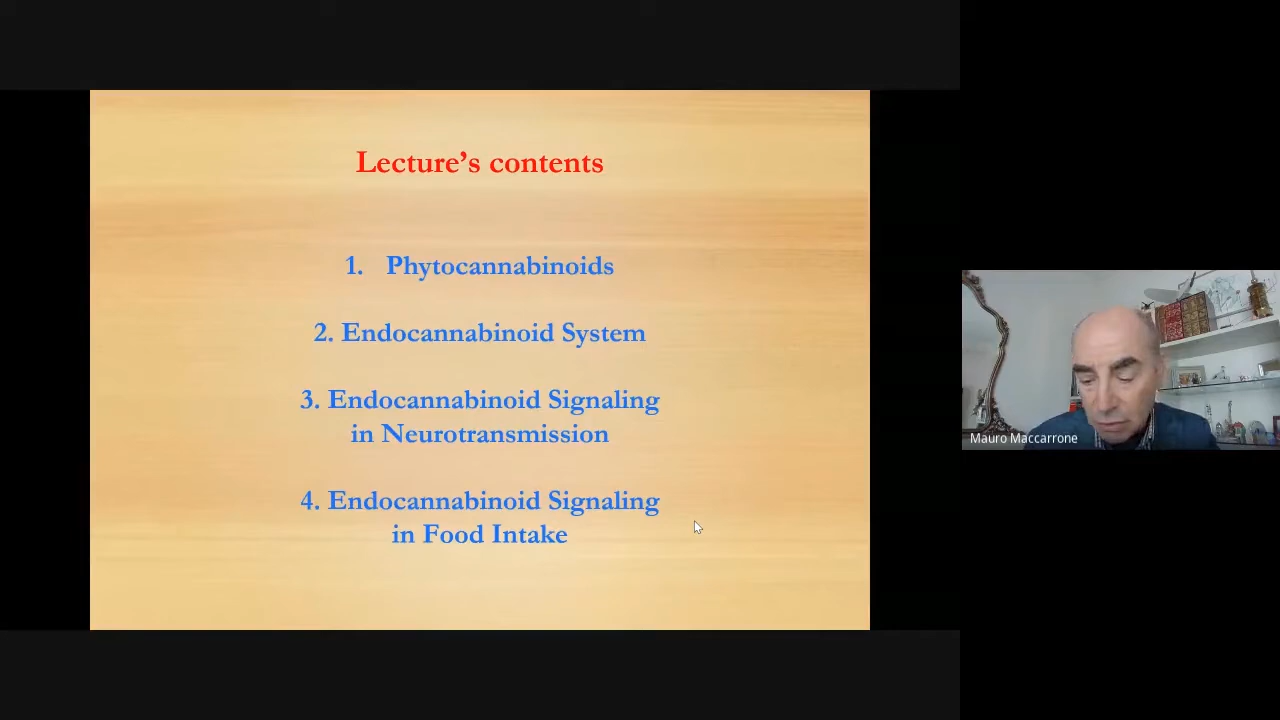 Lecture’s contents
1. Phytocannabinoids
2. Endocannabinoid System
3. Endocannabinoid Signaling
in Neurotransmission
4. Endocannabinoid Signaling
in Food Intake
Mauro Maccarrone